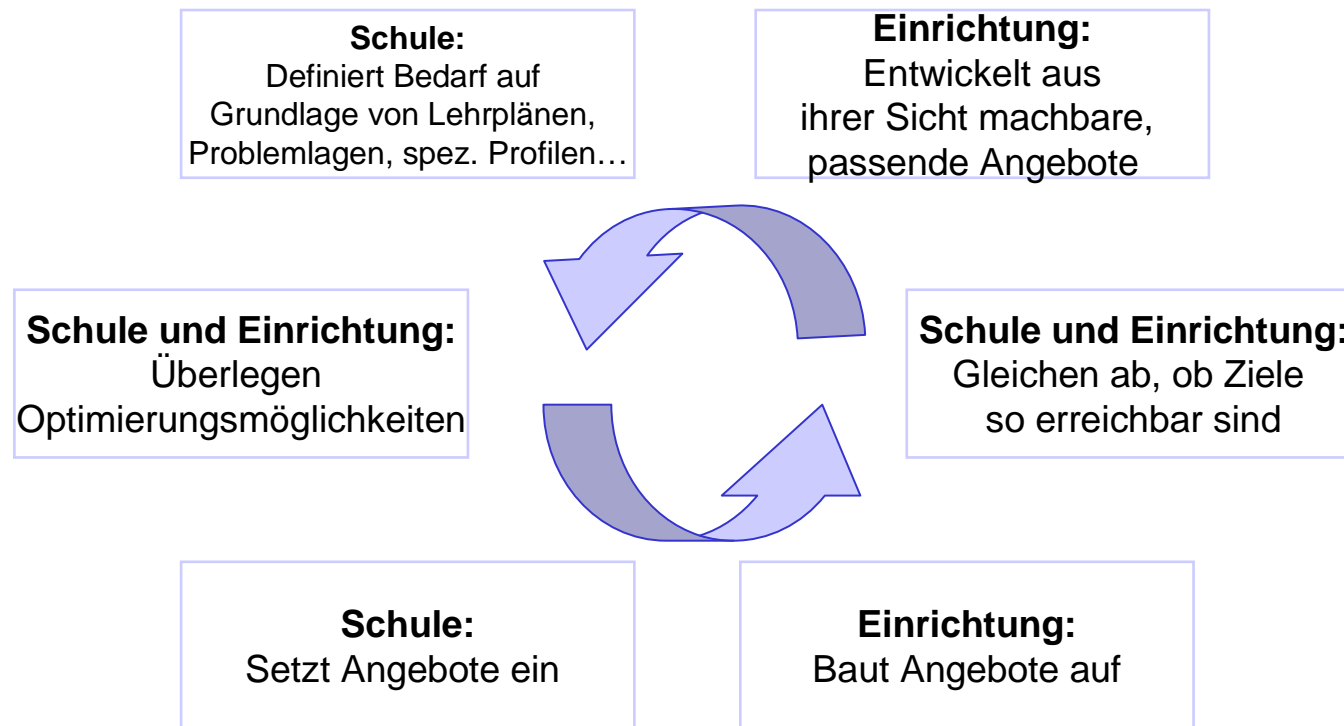 Schule:
Definiert Bedarf auf
Grundlage von Lehrplänen,
Problemlagen, spez. Profilen…
Einrichtung:
Entwickelt aus
ihrer Sicht machbare,
passende Angebote
Schule und Einrichtung:
Überlegen
Optimierungsmöglichkeiten
Schule und Einrichtung:
Gleichen ab, ob Ziele
so erreichbar sind
Schule:
Setzt Angebote ein
Einrichtung:
Baut Angebote auf